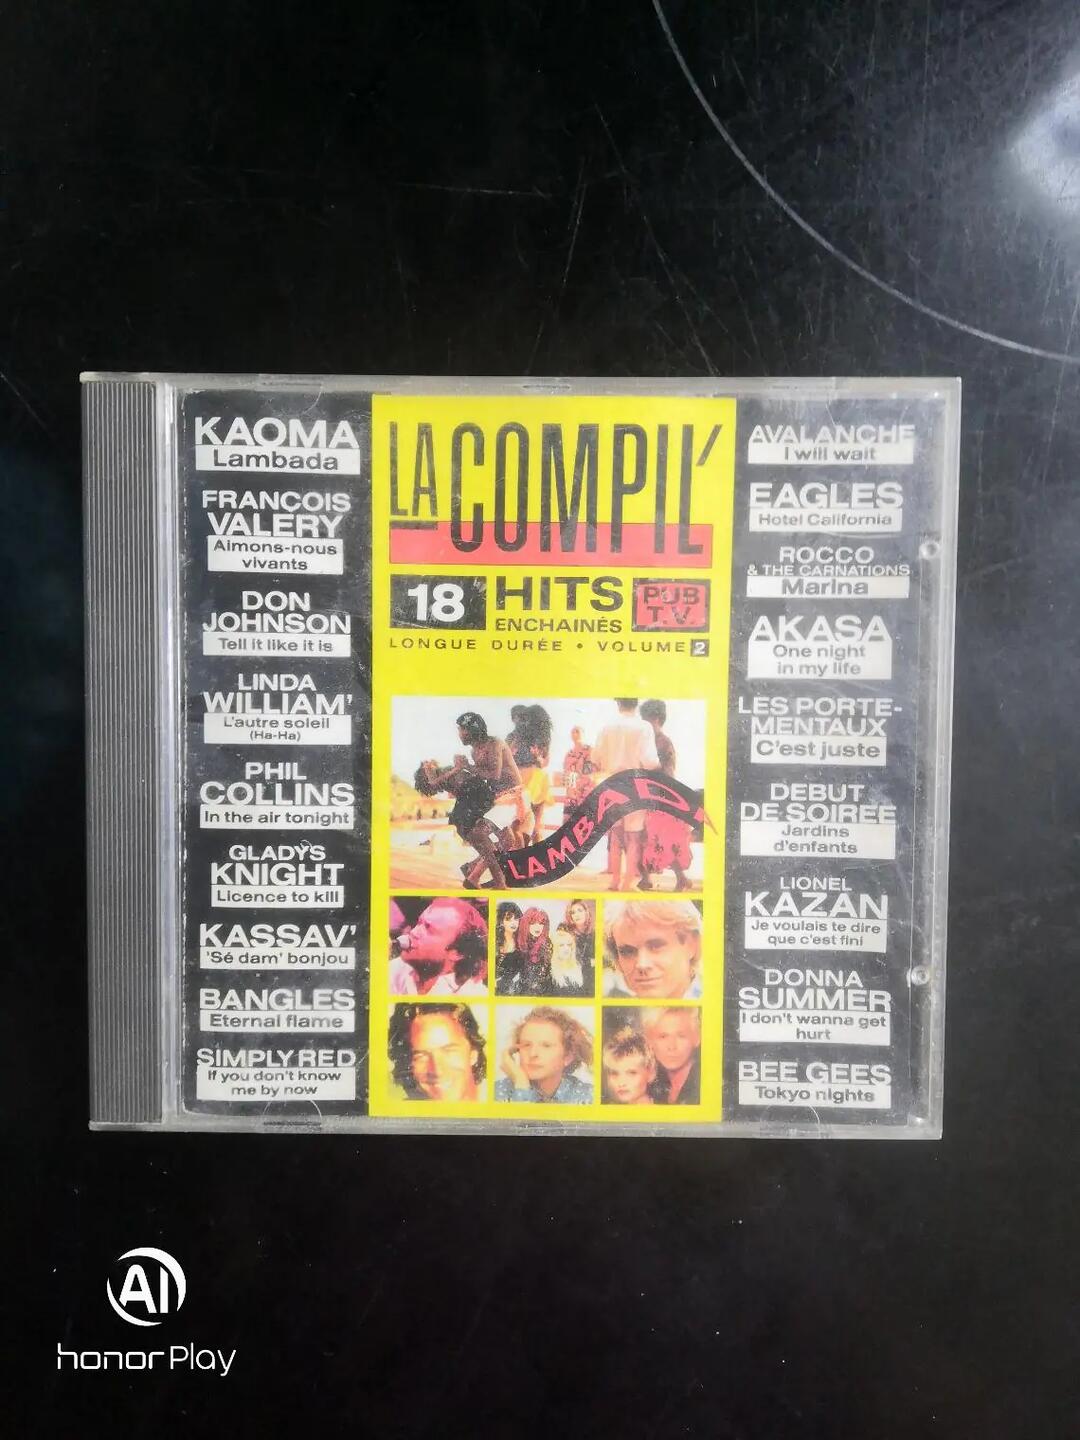 KAOMA
Lambada
FRANÇOIS
VALERY
Aimons-nous
vivants
DON
JOHNSON
Tell it like it is
LINDA
WILLIAM'
L'autre soleil
(Ha-Ha)
PHIL
COLLINS
In the air tonight
GLADYS
KNIGHT
Licence to kill
KASSAV'
'Sé dam' bonjou
BANGLES
Eternal flame
SIMPLY RED
If you don't know
me by now
LA COMPIL'
18 HITS
ENCHAINÉS
PUB
T.V.
LONGUE DURÉE • VOLUME 2
LAMBADA
AVALANCHE
I will wait
EAGLES
Hotel California
ROCCO
& THE CARNATIONS
Marina
AKASA
One night
in my life
LES PORTE-
MENTAUX
C'est juste
DEBUT
DE SOIREE
Jardins
d'enfants
LIONEL
KAZAN
Je voulais te dire
que c'est fini
DONNA
SUMMER
I don't wanna get
hurt
BEE GEES
Tokyo nights
AI
honor Play